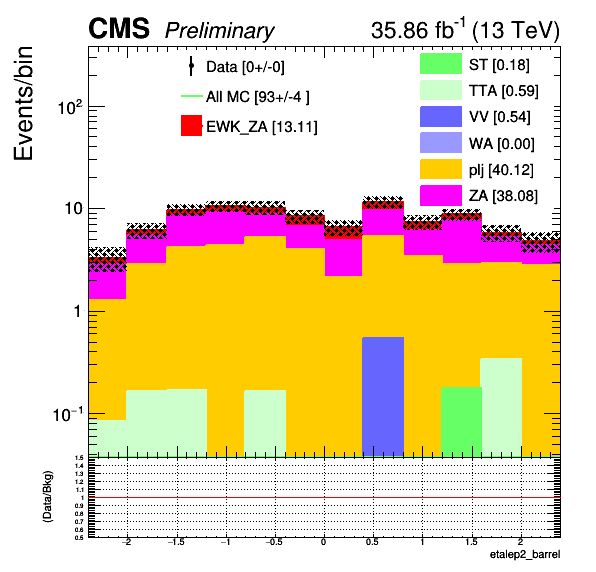 CMS Preliminary 35.86 fb⁻¹ (13 TeV)
Events/bin
Data [0+/-0]
All MC [93+/-4 ]
EWK_ZA [13.11]
ST [0.18]
TTA [0.59]
VV [0.54]
WA [0.00]
plj [40.12]
ZA [38.08]
10²
10
1
10⁻¹
(Data/Bkg)
1.5
1.4
1.3
1.2
1.1
1
0.9
0.8
0.7
0.6
0.5
−2 −1.5 −1 −0.5 0 0.5 1 1.5 2
etalep2_barrel